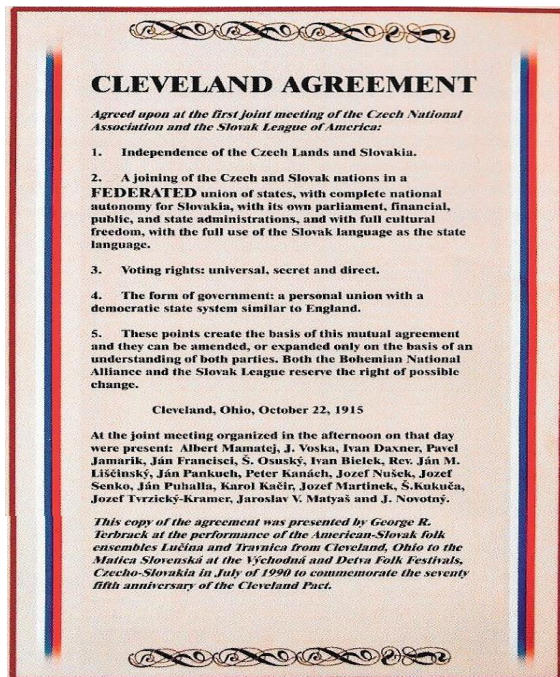 CLEVELAND AGREEMENT
Agreed upon at the first joint meeting of the Czech National
Association and the Slovak League of America:
1. Independence of the Czech Lands and Slovakia.
2. A joining of the Czech and Slovak nations in a
FEDERATED union of states, with complete national
autonomy for Slovakia, with its own parliament, financial,
public, and state administrations, and with full cultural
freedom, with the full use of the Slovak language as the state
language.
3. Voting rights: universal, secret and direct.
4. The form of government: a personal union with a
democratic state system similar to England.
5. These points create the basis of this mutual agreement
and they can be amended, or expanded only on the basis of an
understanding of both parties. Both the Bohemian National
Alliance and the Slovak League reserve the right of possible
change.
Cleveland, Ohio, October 22, 1915
At the joint meeting organized in the afternoon on that day
were present: Albert Mamatej, J. Voska, Ivan Daxner, Pavel
Jamarik, Ján Francisci, Š. Osuský, Ivan Bielek, Rev. Ján M.
Liščinský, Ján Pankuch, Peter Kanách, Jozef Nušek, Jozef
Senko, Ján Puhalla, Karol Kačir, Jozef Martinek, Š.Kukuča,
Jozef Tvrzický-Kramer, Jaroslav V. Matyaš and J. Novotný.
This copy of the agreement was presented by George R.
Terbrack at the performance of the American-Slovak folk
ensembles Lučina and Travnica from Cleveland, Ohio to the
Matica Slovenská at the Východná and Detva Folk Festivals,
Czecho-Slovakia in July of 1990 to commemorate the seventy
fifth anniversary of the Cleveland Pact.